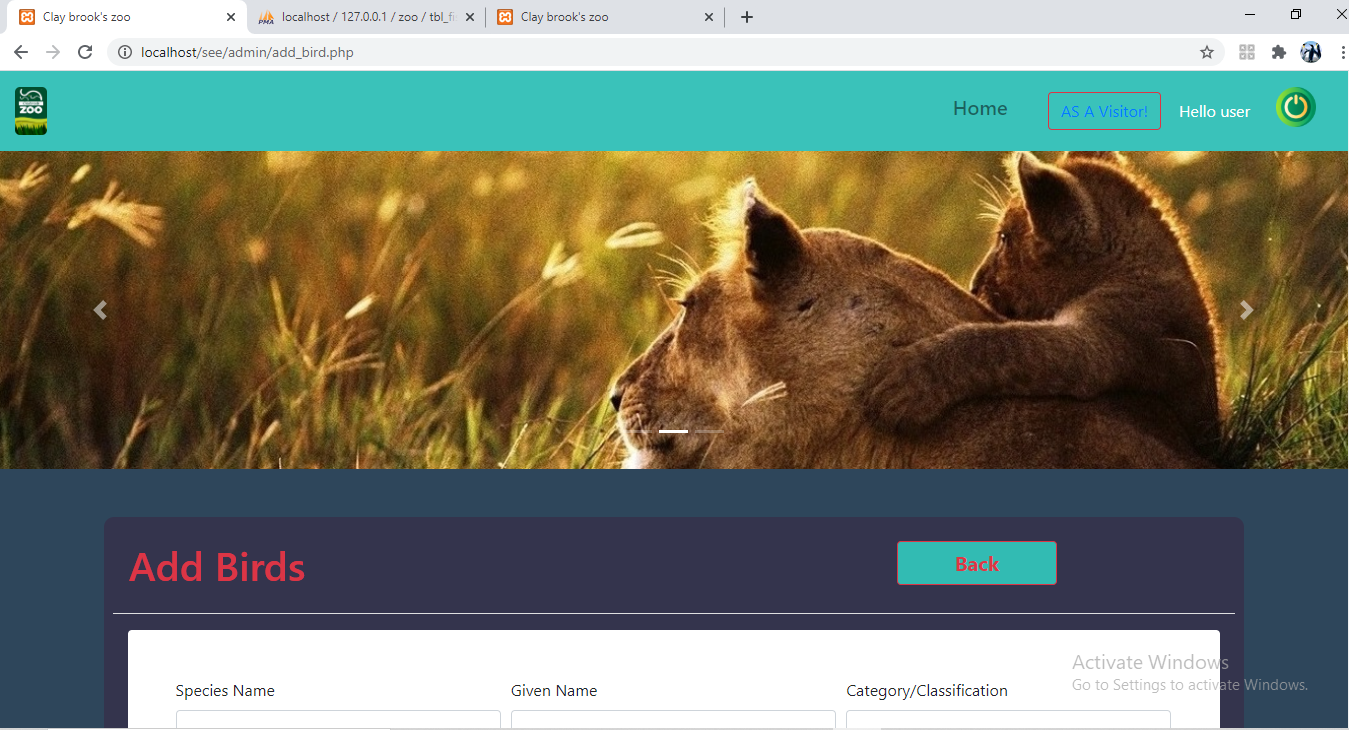 Clay brook's zoo
localhost / 127.0.0.1 / zoo / tbl_fi
Clay brook's zoo
localhost/see/admin/add_bird.php
ZOO
Home
AS A Visitor!
Hello user
Add Birds
Back
Activate Windows
Go to Settings to activate Windows.
Species Name
Given Name
Category/Classification